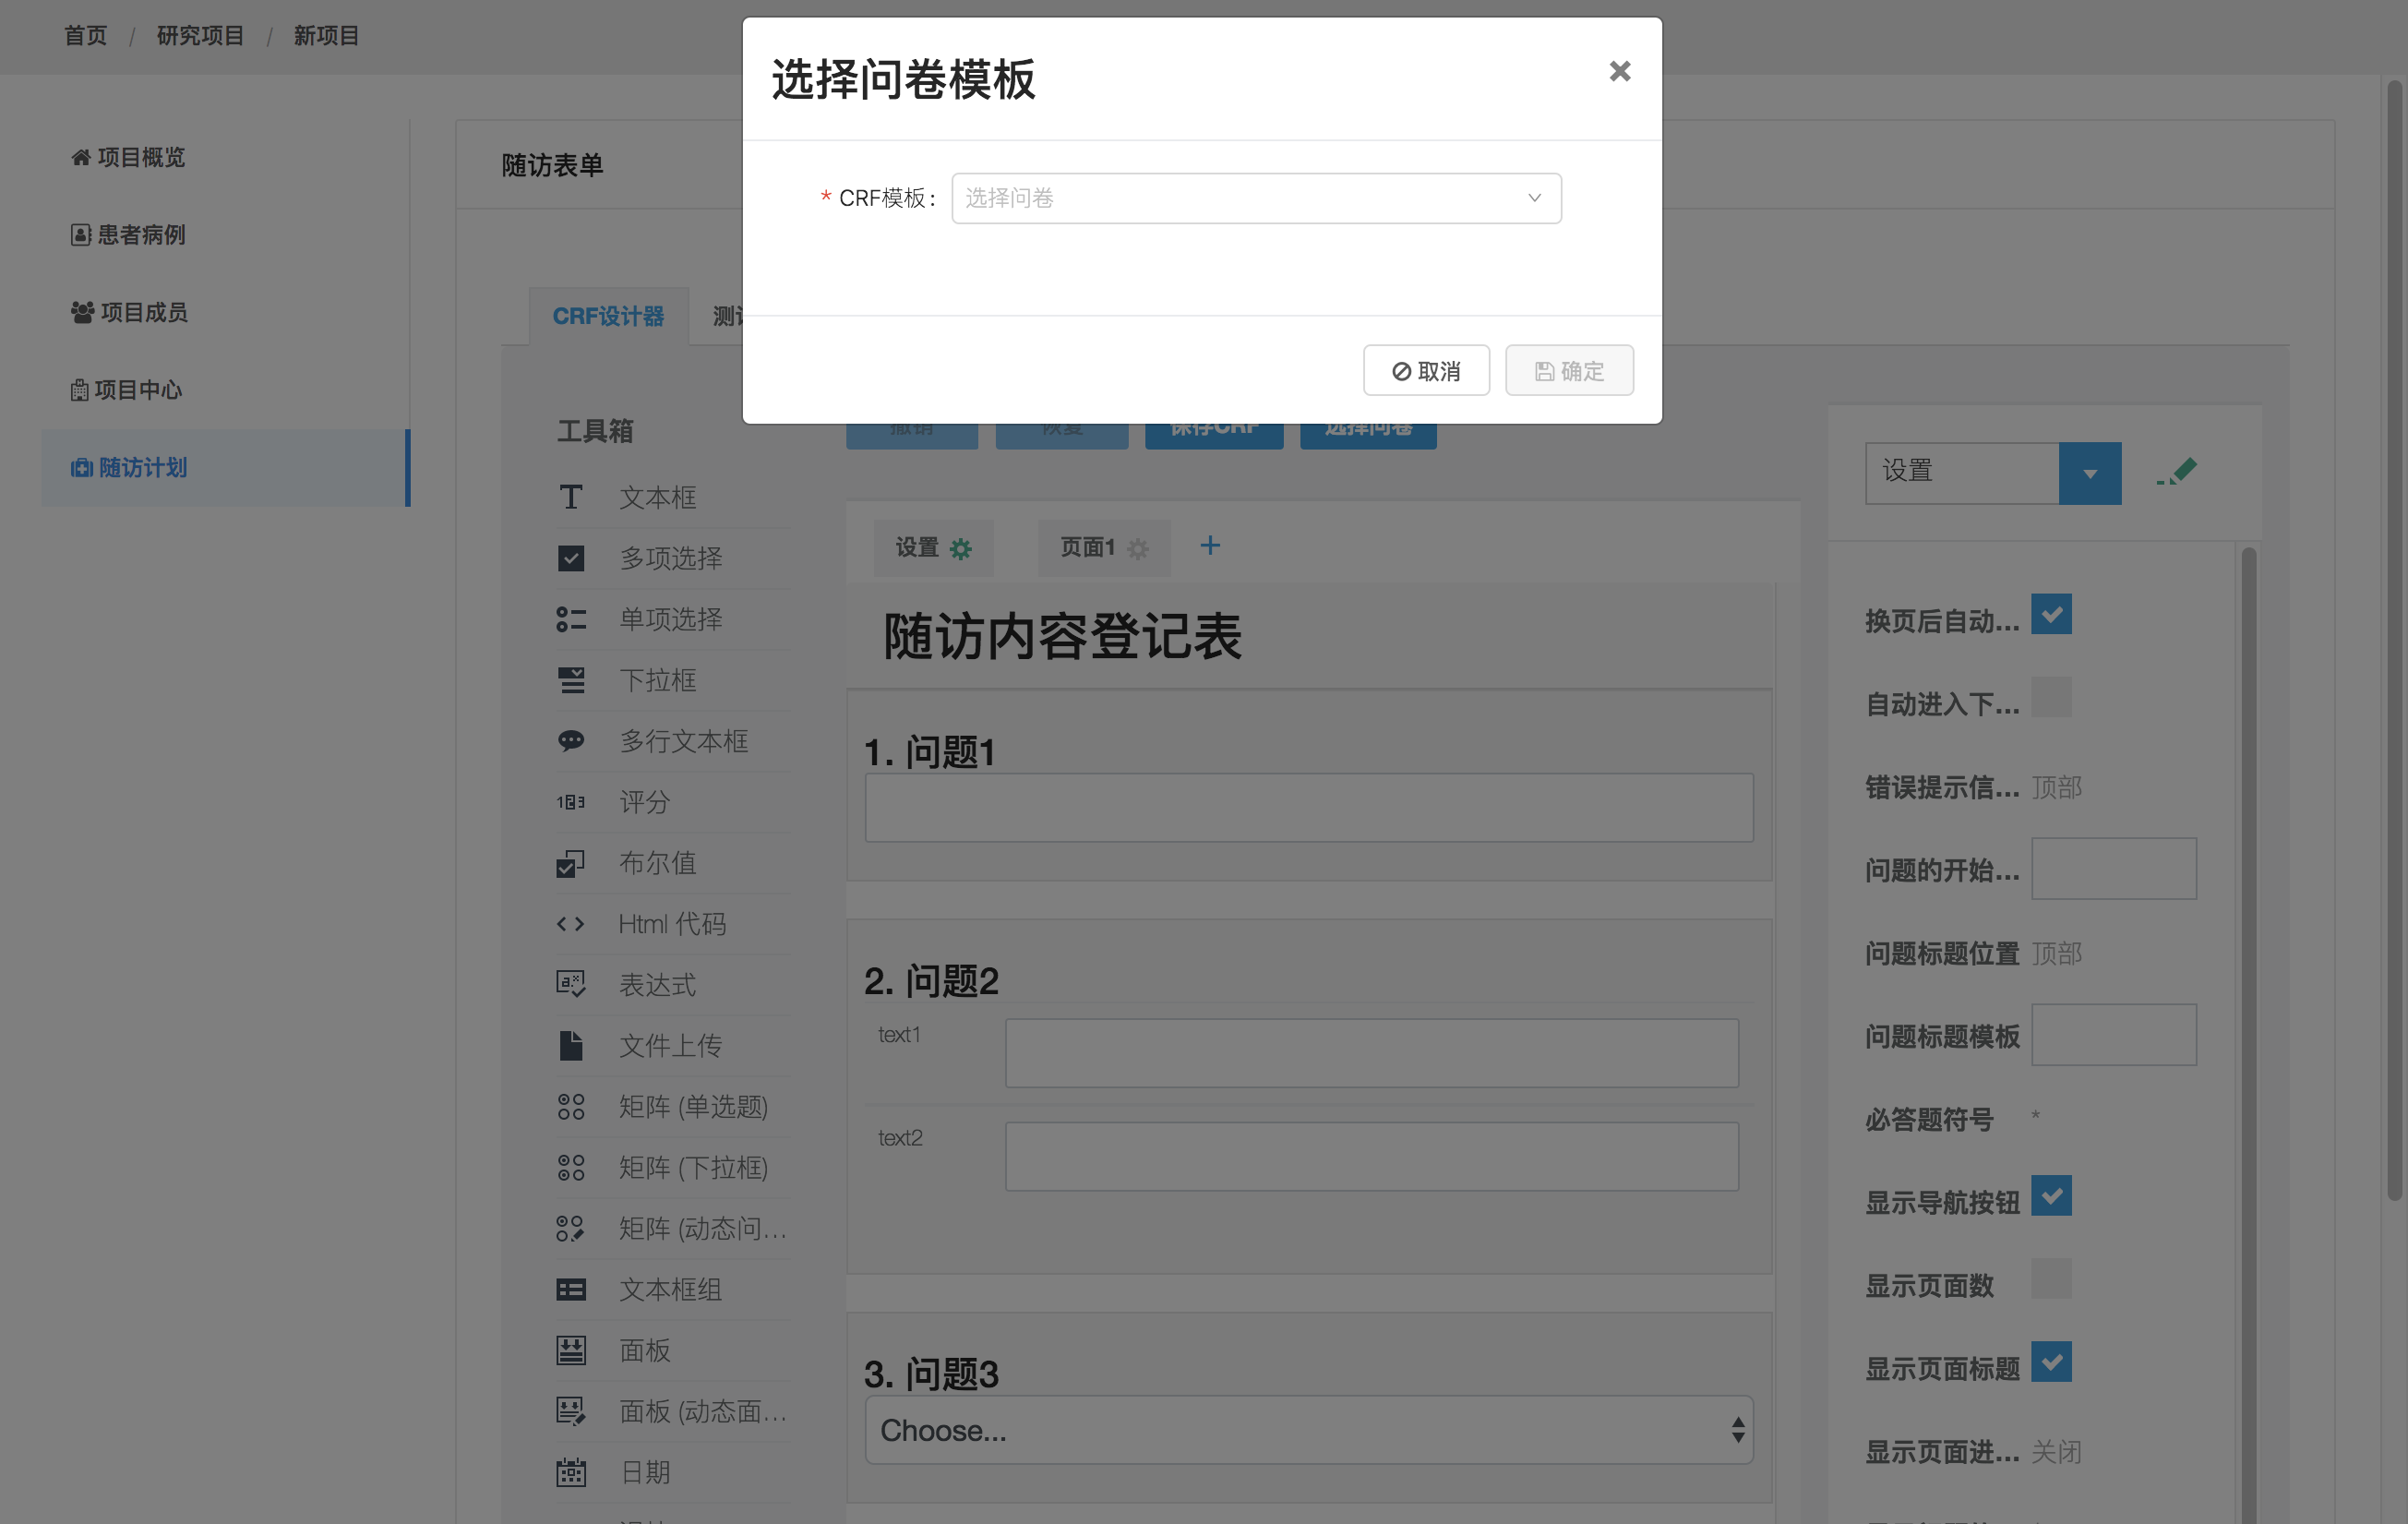 首页 / 研究项目 / 新项目
选择问卷模板
* CRF模板：
选择问卷
取消
确定
项目概览
患者病例
项目成员
项目中心
随访计划
随访表单
CRF设计器
工具箱
文本框
多项选择
单项选择
下拉框
多行文本框
评分
布尔值
Html 代码
表达式
文件上传
矩阵 (单选题)
矩阵 (下拉框)
矩阵 (动态问...
文本框组
面板
面板 (动态面...
日期
撤销
恢复
保存CRF
选择问卷
设置
页面1
+
随访内容登记表
1. 问题1
2. 问题2
text1
text2
3. 问题3
Choose...
设置
换页后自动...
自动进入下...
错误提示信... 顶部
问题的开始...
问题标题位置 顶部
问题标题模板
必答题符号 *
显示导航按钮
显示页面数
显示页面标题
显示页面进... 关闭